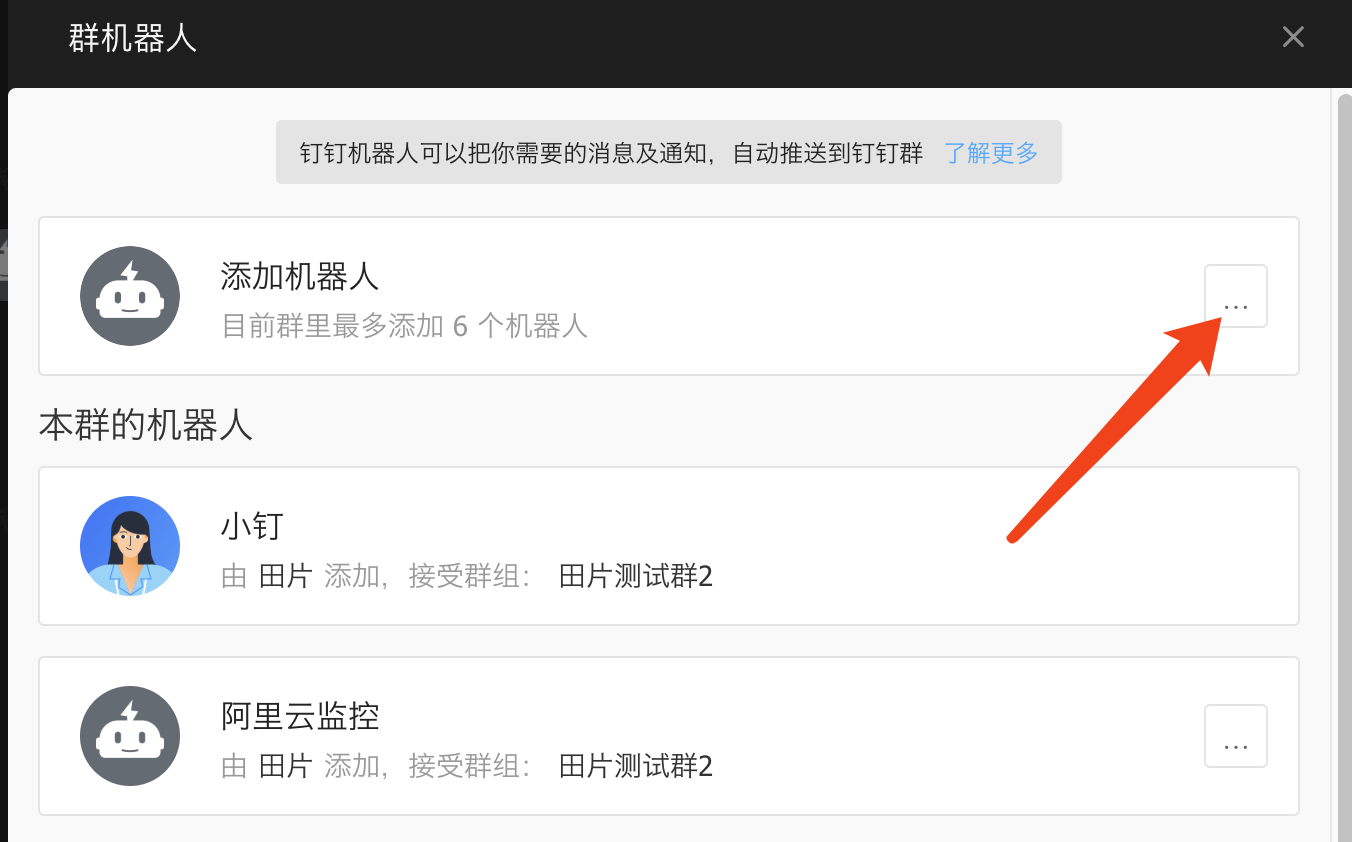 群机器人
钉钉机器人可以把你需要的消息及通知，自动推送到钉钉群 了解更多
添加机器人
目前群里最多添加 6 个机器人
...
本群的机器人
小钉
由 田片 添加，接受群组： 田片测试群2
阿里云监控
由 田片 添加，接受群组： 田片测试群2
...